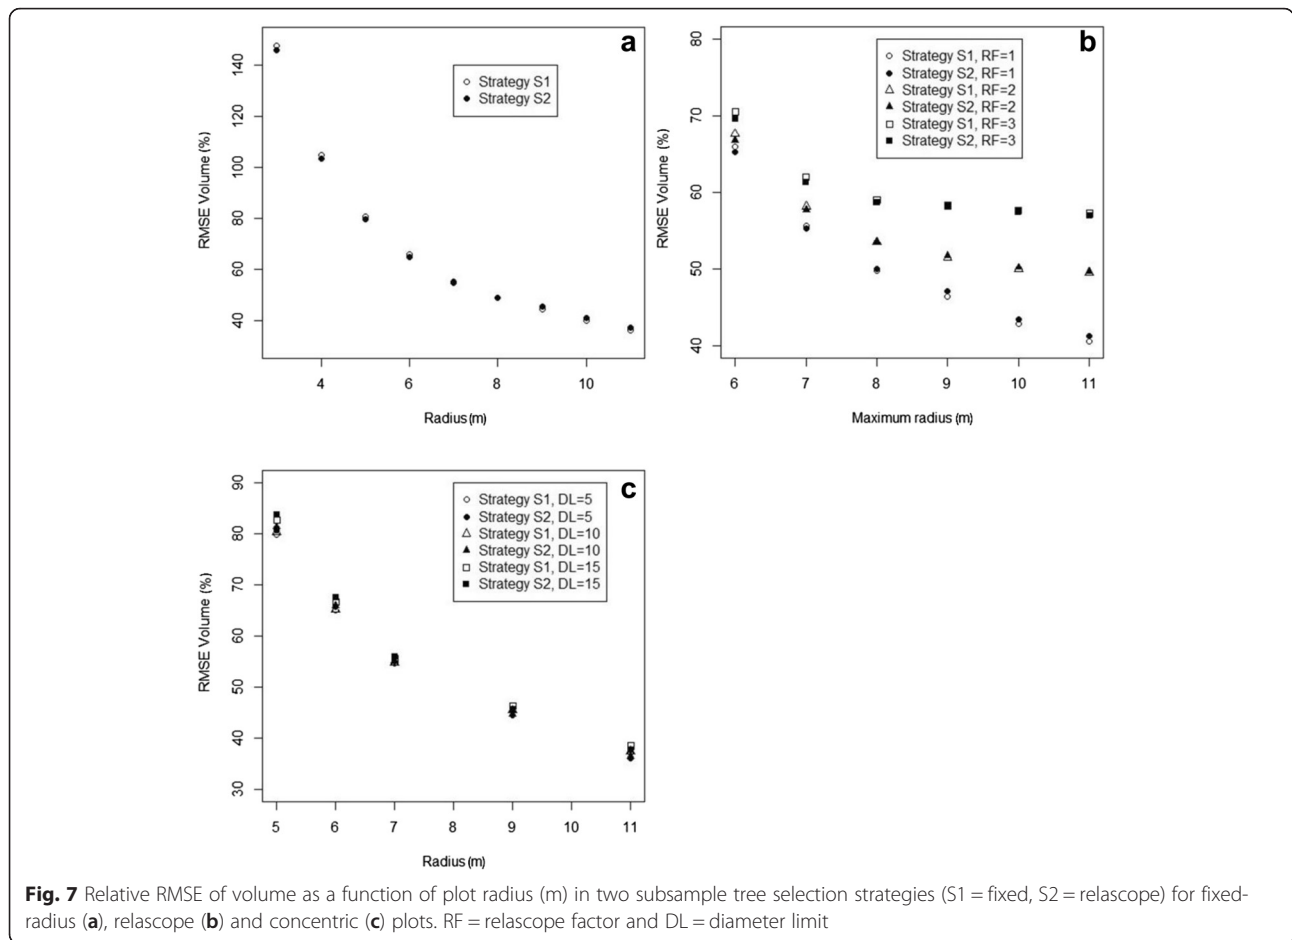 a
Strategy S1
Strategy S2
140
120
100
80
60
40
RMSE Volume (%)
4 6 8 10
Radius (m)
b
Strategy S1, RF=1
Strategy S2, RF=1
Strategy S1, RF=2
Strategy S2, RF=2
Strategy S1, RF=3
Strategy S2, RF=3
80
70
60
50
40
RMSE Volume (%)
6 7 8 9 10 11
Maximum radius (m)
c
Strategy S1, DL=5
Strategy S2, DL=5
Strategy S1, DL=10
Strategy S2, DL=10
Strategy S1, DL=15
Strategy S2, DL=15
90
80
70
60
50
40
30
RMSE Volume (%)
5 6 7 8 9 10 11
Radius (m)
Fig. 7 Relative RMSE of volume as a function of plot radius (m) in two subsample tree selection strategies (S1 = fixed, S2 = relascope) for fixed-
radius (a), relascope (b) and concentric (c) plots. RF = relascope factor and DL = diameter limit